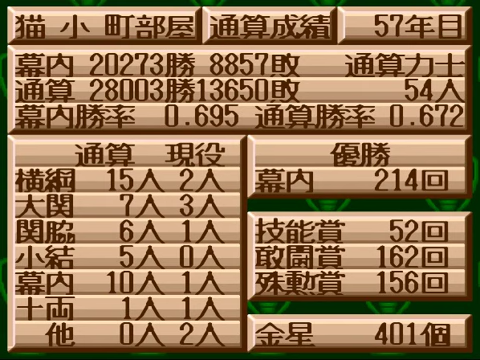 猫 小 町部屋 通算成績 57年目
幕内 20273勝 8857敗 通算力士
通算 28003勝13650敗 54人
幕内勝率 0.695 通算勝率 0.672
通算 現役
横綱 15人 2人
大関 7人 3人
関脇 6人 1人
小結 5人 0人
幕内 10人 1人
十両 1人 1人
他 0人 2人
優勝
幕内 214回
技能賞 52回
敢闘賞 162回
殊勲賞 156回
金星 401個